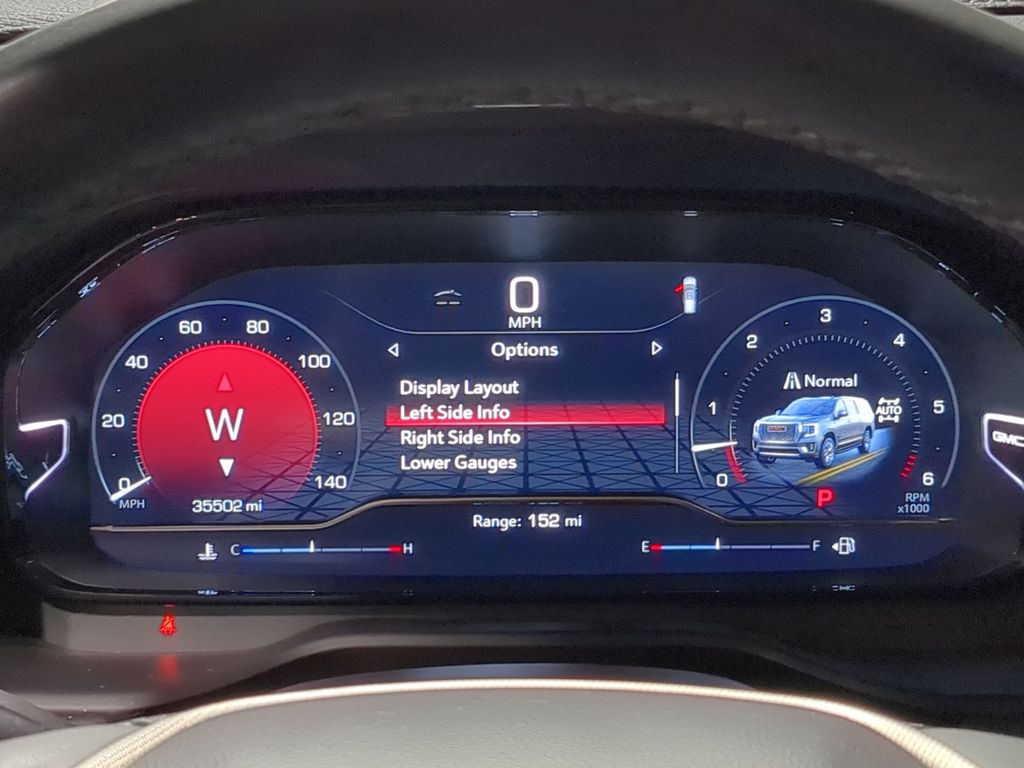 0
MPH
Options
Display Layout
Left Side Info
Right Side Info
Lower Gauges
0
20
40
60
80
100
120
140
MPH
W
35502 mi
0
1
2
3
4
5
6
Normal
AUTO
P
RPM
x1000
Range: 152 mi
C
H
E
F
GMC